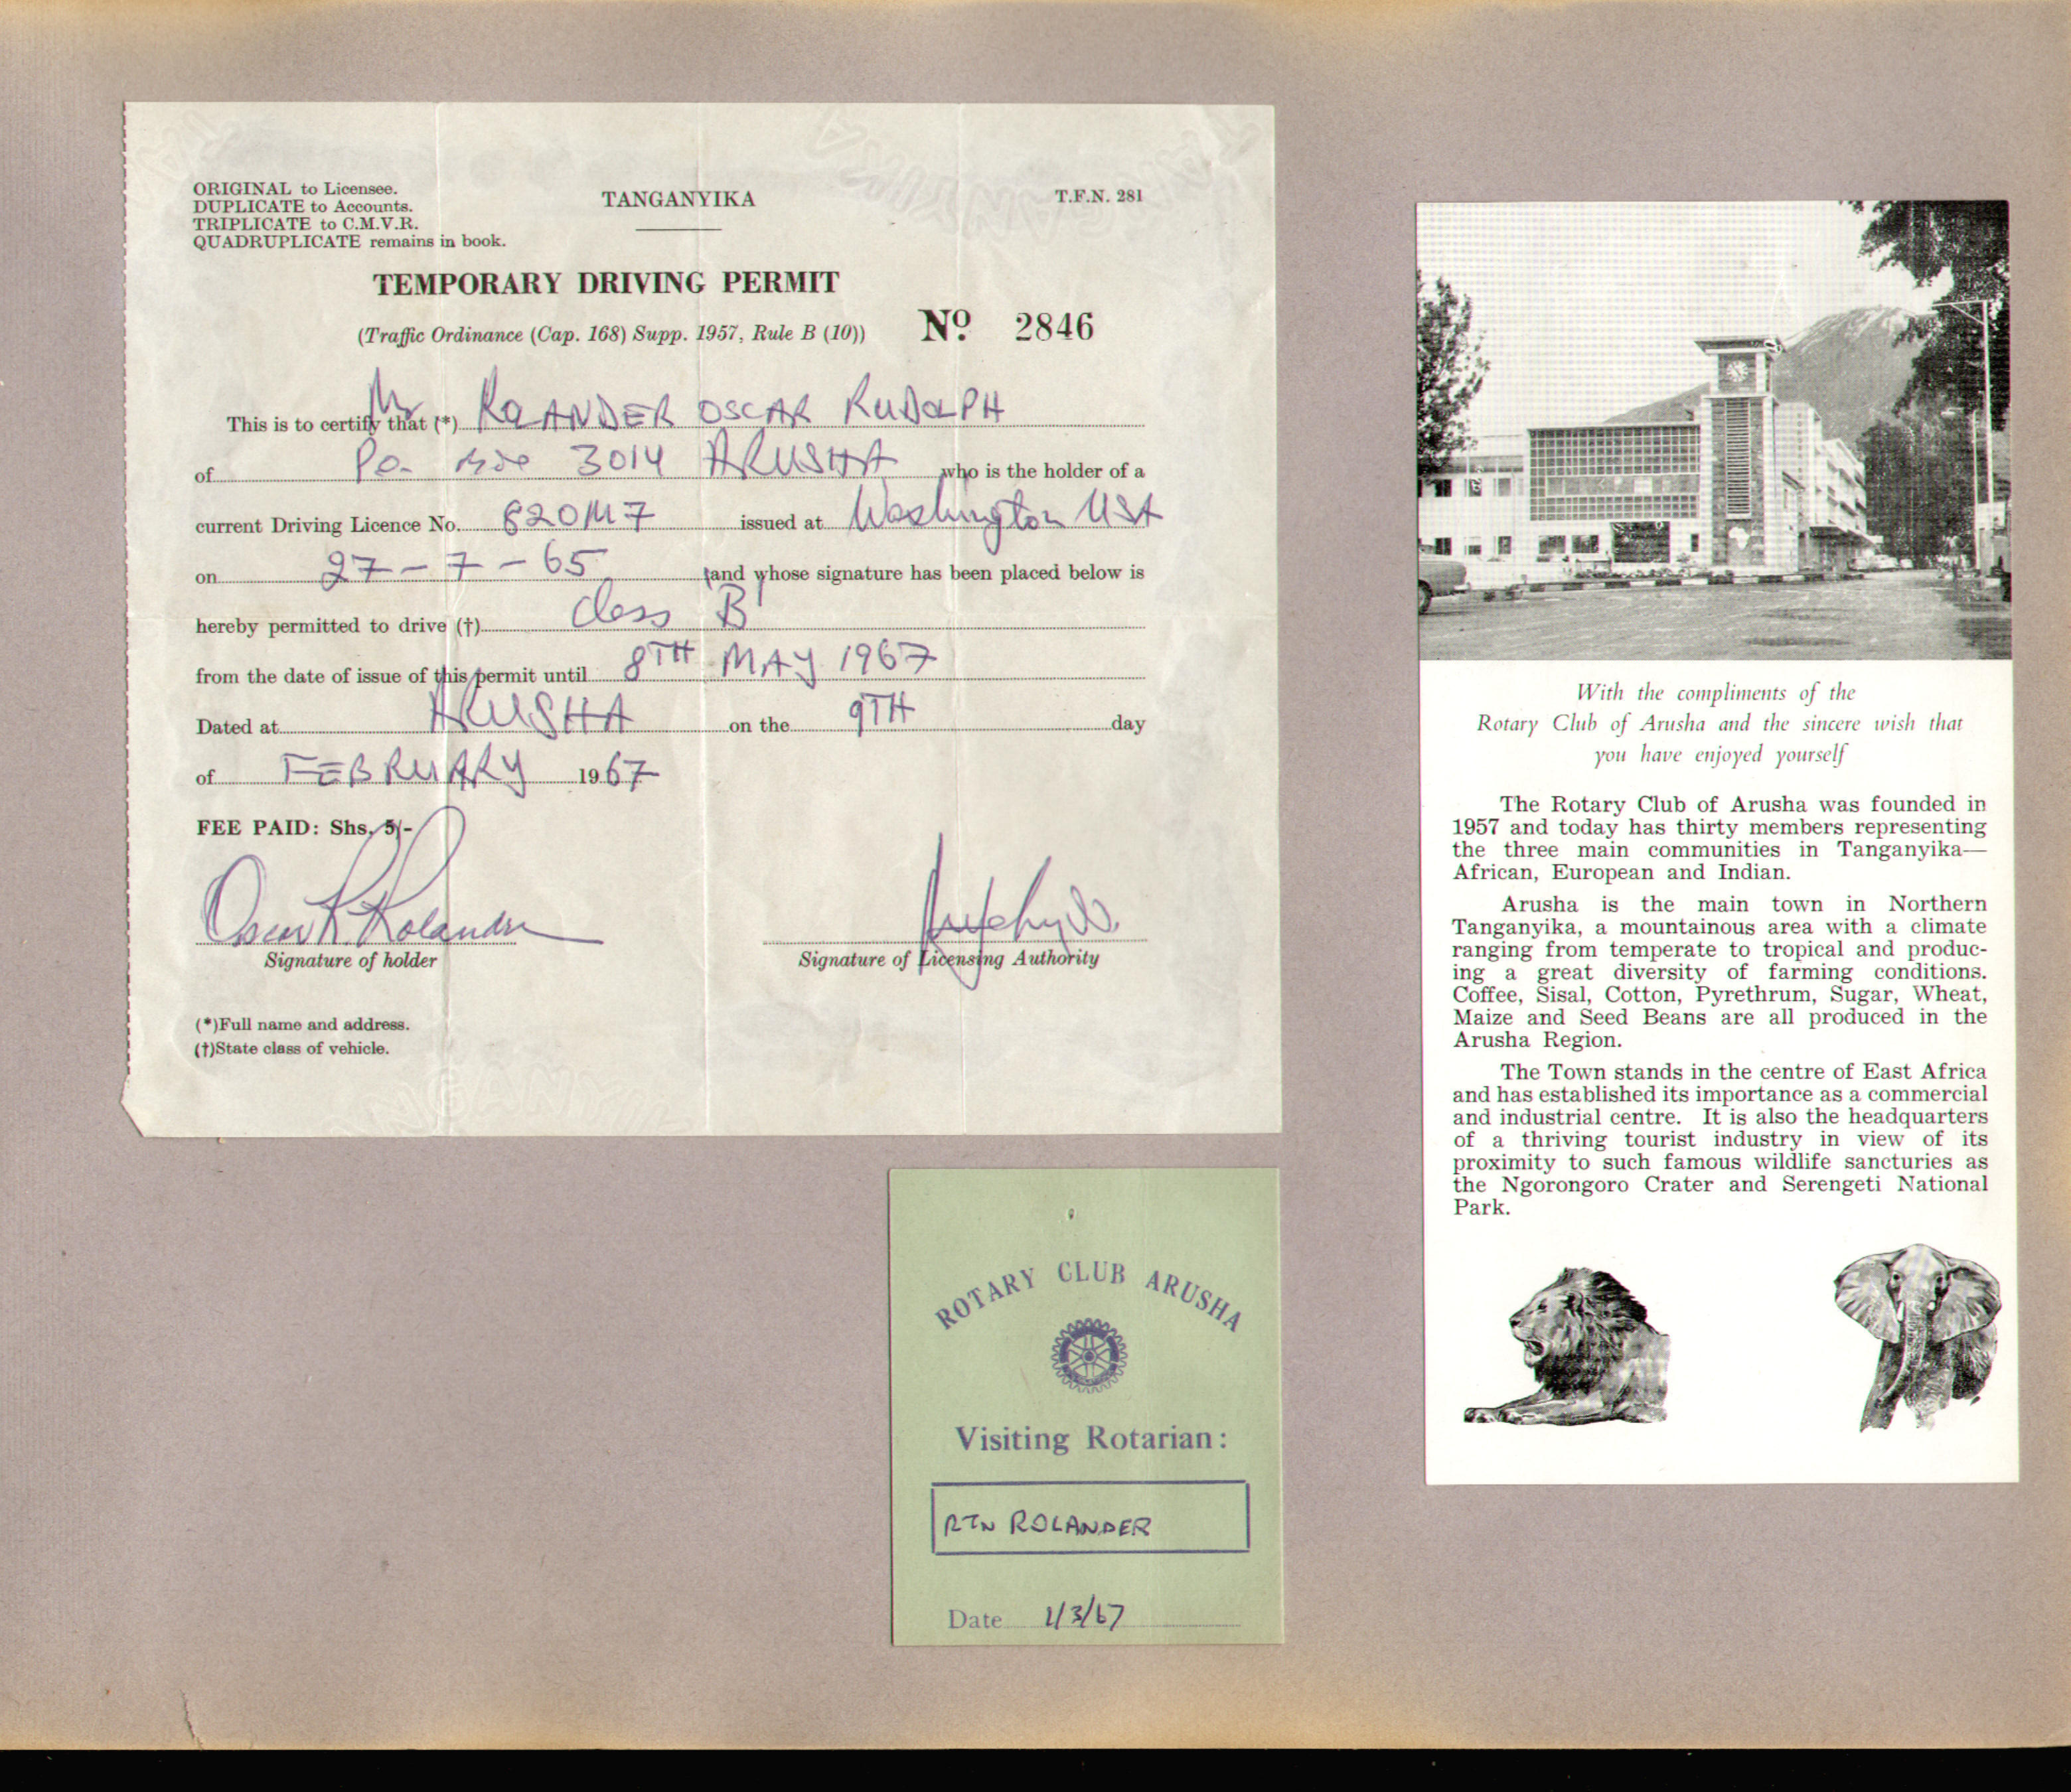 ORIGINAL to Licensee.
DUPLICATE to Accounts.
TRIPLICATE to C.M.V.R.
QUADRUPLICATE remains in book.
TANGANYIKA
T.F.N. 281
TEMPORARY DRIVING PERMIT
(Traffic Ordinance (Cap. 168) Supp. 1957, Rule B (10))
No. 2846
This is to certify that (*) Mr ROLANDER OSCAR RUDOLPH
of P.O. Box 3014 ARUSHA who is the holder of a
current Driving Licence No. issued at Washington USA
on 27-7-65 and whose signature has been placed below is
hereby permitted to drive (†) class B
from the date of issue of this permit until 8TH MAY 1967
Dated at ARUSHA on the 9TH day
of FEBRUARY 1967
FEE PAID: Shs. 5/-
Oscar R. Rolander
Signature of holder
Signature of Licensing Authority
(*)Full name and address.
(†)State class of vehicle.
TANGANYIKA
ROTARY CLUB ARUSHA
Visiting Rotarian:
RTN ROLANDER
Date 1/3/67
With the compliments of the
Rotary Club of Arusha and the sincere wish that
you have enjoyed yourself
The Rotary Club of Arusha was founded in
1957 and today has thirty members representing
the three main communities in Tanganyika—
African, European and Indian.
Arusha is the main town in Northern
Tanganyika, a mountainous area with a climate
ranging from temperate to tropical and produc-
ing a great diversity of farming conditions.
Coffee, Sisal, Cotton, Pyrethrum, Sugar, Wheat,
Maize and Seed Beans are all produced in the
Arusha Region.
The Town stands in the centre of East Africa
and has established its importance as a commercial
and industrial centre. It is also the headquarters
of a thriving tourist industry in view of its
proximity to such famous wildlife sancturies as
the Ngorongoro Crater and Serengeti National
Park.